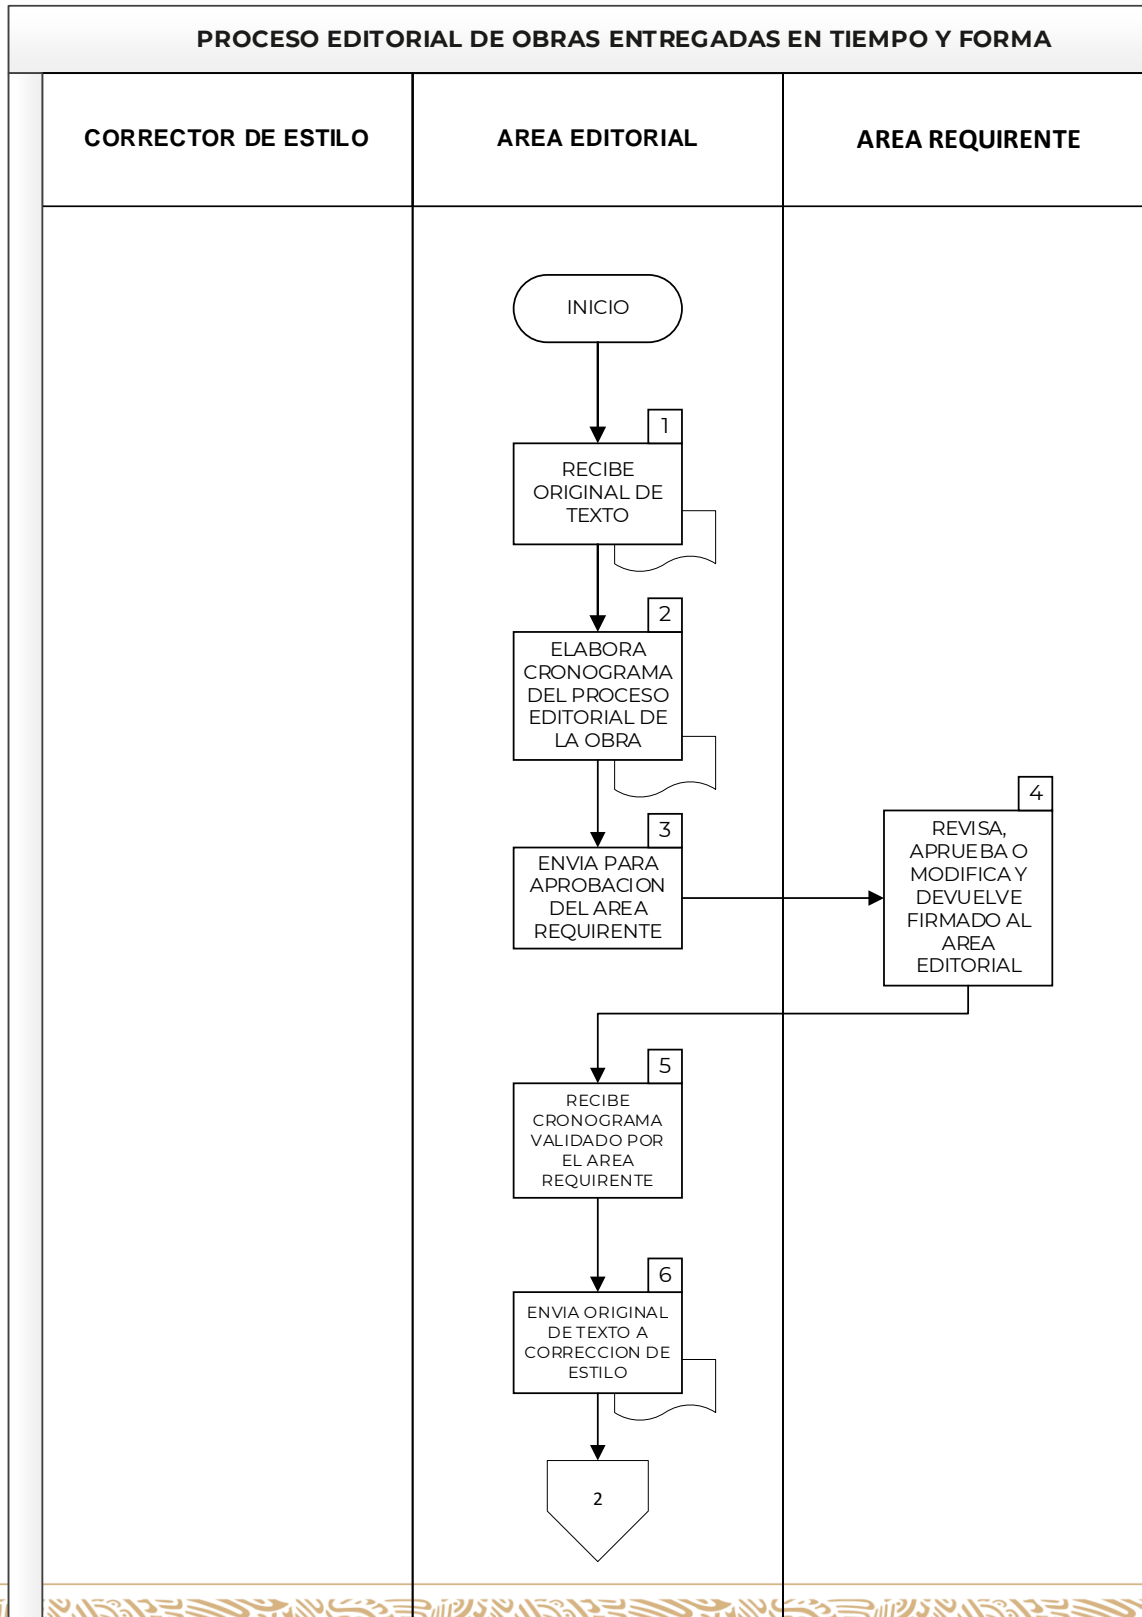 PROCESO EDITORIAL DE OBRAS ENTREGADAS EN TIEMPO Y FORMA
CORRECTOR DE ESTILO
AREA EDITORIAL
AREA REQUIRENTE
INICIO
1
RECIBE
ORIGINAL DE
TEXTO
2
ELABORA
CRONOGRAMA
DEL PROCESO
EDITORIAL DE
LA OBRA
3
ENVIA PARA
APROBACION
DEL AREA
REQUIRENTE
4
REVISA,
APRUEBA O
MODIFICA Y
DEVUELVE
FIRMADO AL
AREA
EDITORIAL
5
RECIBE
CRONOGRAMA
VALIDADO POR
EL AREA
REQUIRENTE
6
ENVIA ORIGINAL
DE TEXTO A
CORRECCION DE
ESTILO
2